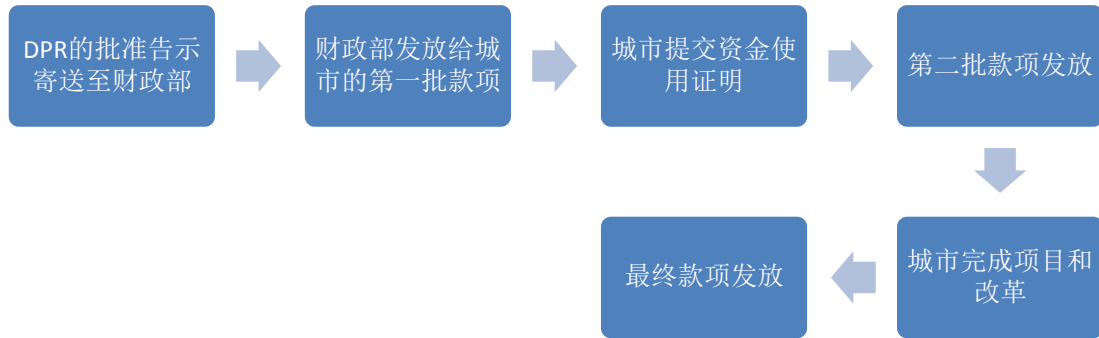 DPR的批准告示
寄送至财政部
财政部发放给城
市的第一批款项
城市提交资金使
用证明
第二批款项发放
城市完成项目和
改革
最终款项发放